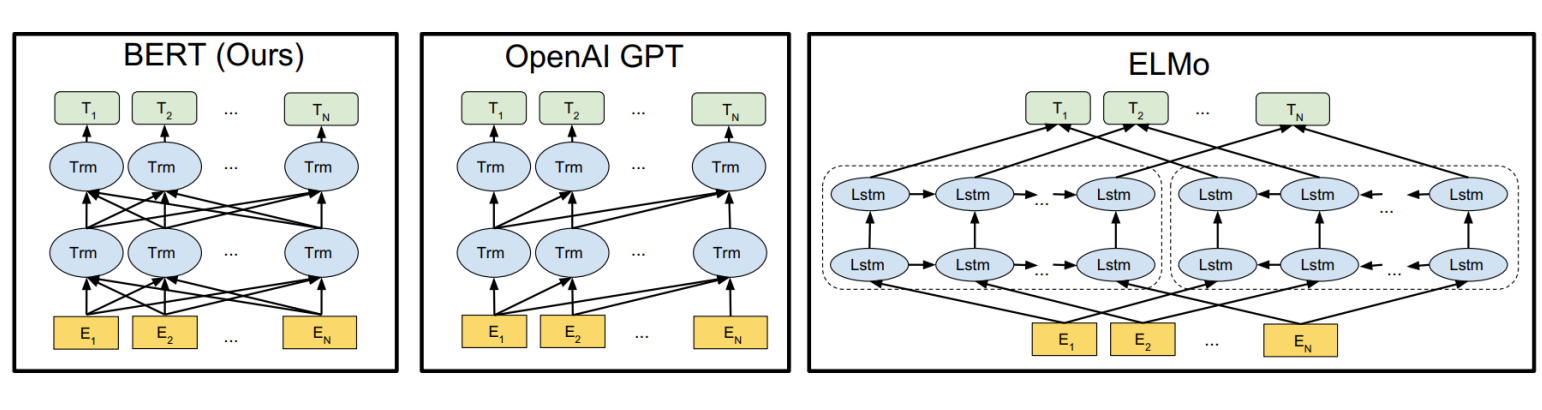 BERT (Ours)
T1 T2 ... TN
Trm Trm ... Trm
Trm Trm ... Trm
E1 E2 ... EN
OpenAI GPT
T1 T2 ... TN
Trm Trm ... Trm
Trm Trm ... Trm
E1 E2 ... EN
ELMo
T1 T2 ... TN
Lstm Lstm ... Lstm Lstm Lstm ... Lstm
Lstm Lstm ... Lstm Lstm Lstm ... Lstm
E1 E2 ... EN